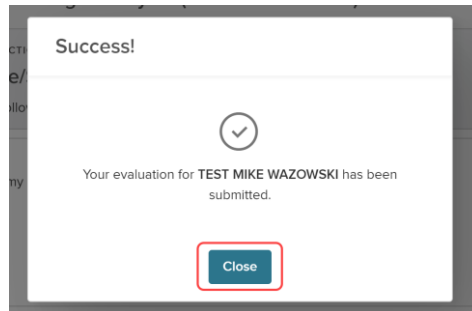 Success!
Your evaluation for TEST MIKE WAZOWSKI has been
submitted.
Close